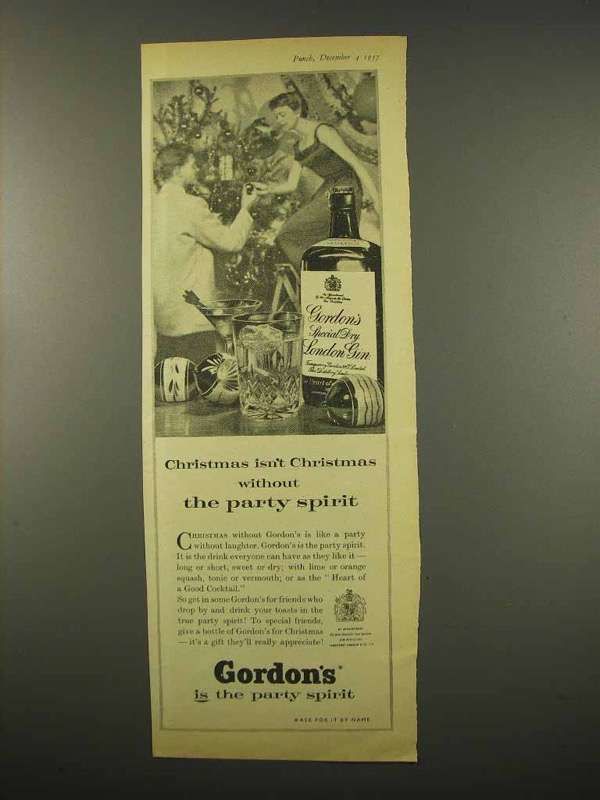 Punch, December 4 1957
Gordon's
Special Dry
London Gin
Heart of
Christmas isn't Christmas
without
the party spirit
CHRISTMAS without Gordon's is like a party
without laughter. Gordon's is the party spirit.
It is the drink everyone can have as they like it —
long or short, sweet or dry; with lime or orange
squash, tonic or vermouth; or as the "Heart of
a Good Cocktail."
So get in some Gordon's for friends who
drop by and drink your toasts in the
true party spirit! To special friends,
give a bottle of Gordon's for Christmas
— it's a gift they'll really appreciate!
Gordon's*
is the party spirit
*ASK FOR IT BY NAME